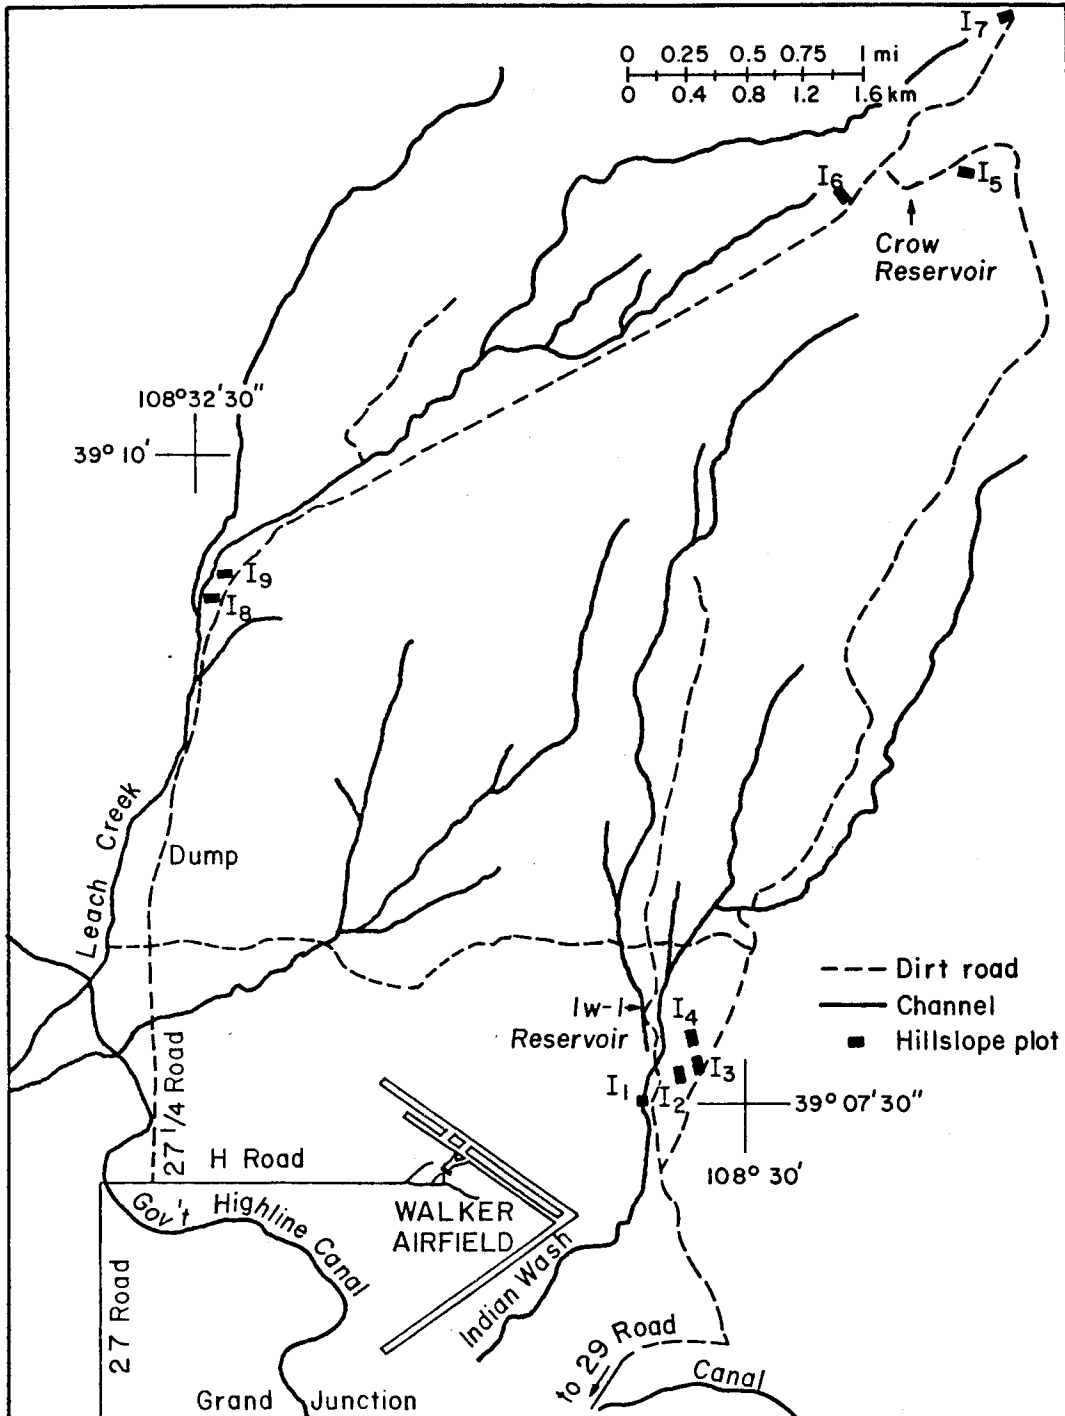 I7
0 0.25 0.5 0.75 1 mi
0 0.4 0.8 1.2 1.6 km
I6
I5
Crow
Reservoir
108° 32' 30"
39° 10'
I9
I8
Leach Creek
Dump
Dirt road
Channel
Hillslope plot
Iw-I
Reservoir
I4
I3
I2
I1
39° 07' 30"
108° 30'
27 1/4 Road
H Road
Gov't Highline Canal
WALKER
AIRFIELD
Indian Wash
27 Road
to 29 Road
Canal
Grand Junction